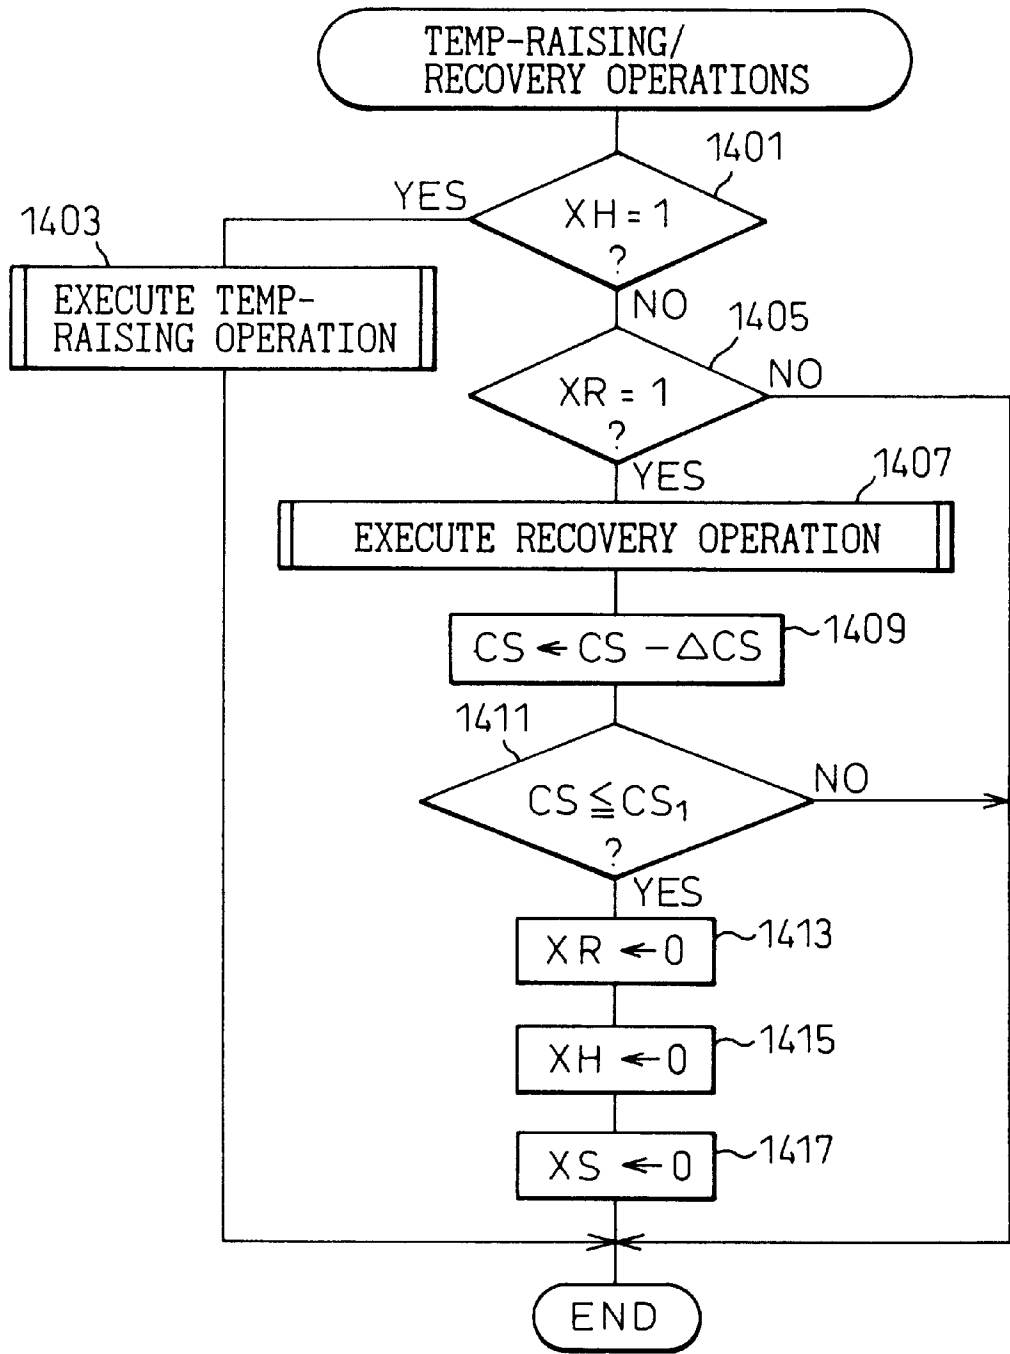 TEMP-RAISING/
RECOVERY OPERATIONS
1401
YES
XH = 1
?
1403
EXECUTE TEMP-
RAISING OPERATION
NO
1405
XR = 1
?
NO
YES
1407
EXECUTE RECOVERY OPERATION
CS ← CS – △CS
1409
1411
CS ≦ CS₁
?
NO
YES
XR ← 0
1413
XH ← 0
1415
XS ← 0
1417
END